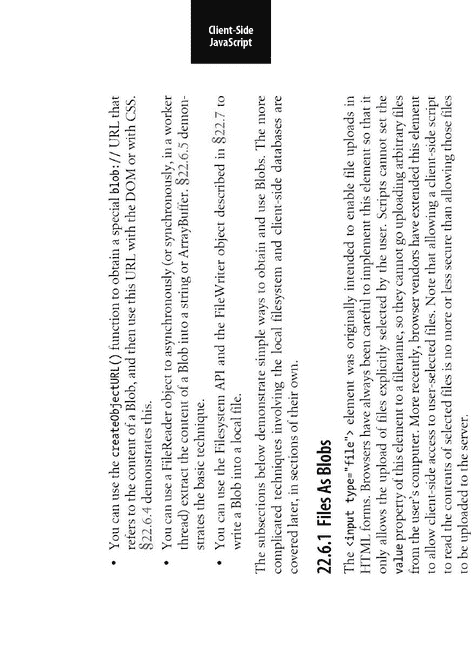 Client-Side
JavaScript
• You can use the createObjectURL() function to obtain a special blob:// URL that
refers to the content of a Blob, and then use this URL with the DOM or with CSS.
§22.6.4 demonstrates this.
• You can use a FileReader object to asynchronously (or synchronously, in a worker
thread) extract the content of a Blob into a string or ArrayBuffer. §22.6.5 demon-
strates the basic technique.
• You can use the Filesystem API and the FileWriter object described in §22.7 to
write a Blob into a local file.
The subsections below demonstrate simple ways to obtain and use Blobs. The more
complicated techniques involving the local filesystem and client-side databases are
covered later, in sections of their own.
22.6.1 Files As Blobs
The <input type="file"> element was originally intended to enable file uploads in
HTML forms. Browsers have always been careful to implement this element so that it
only allows the upload of files explicitly selected by the user. Scripts cannot set the
value property of this element to a filename, so they cannot go uploading arbitrary files
from the user's computer. More recently, browser vendors have extended this element
to allow client-side access to user-selected files. Note that allowing a client-side script
to read the contents of selected files is no more or less secure than allowing those files
to be uploaded to the server.